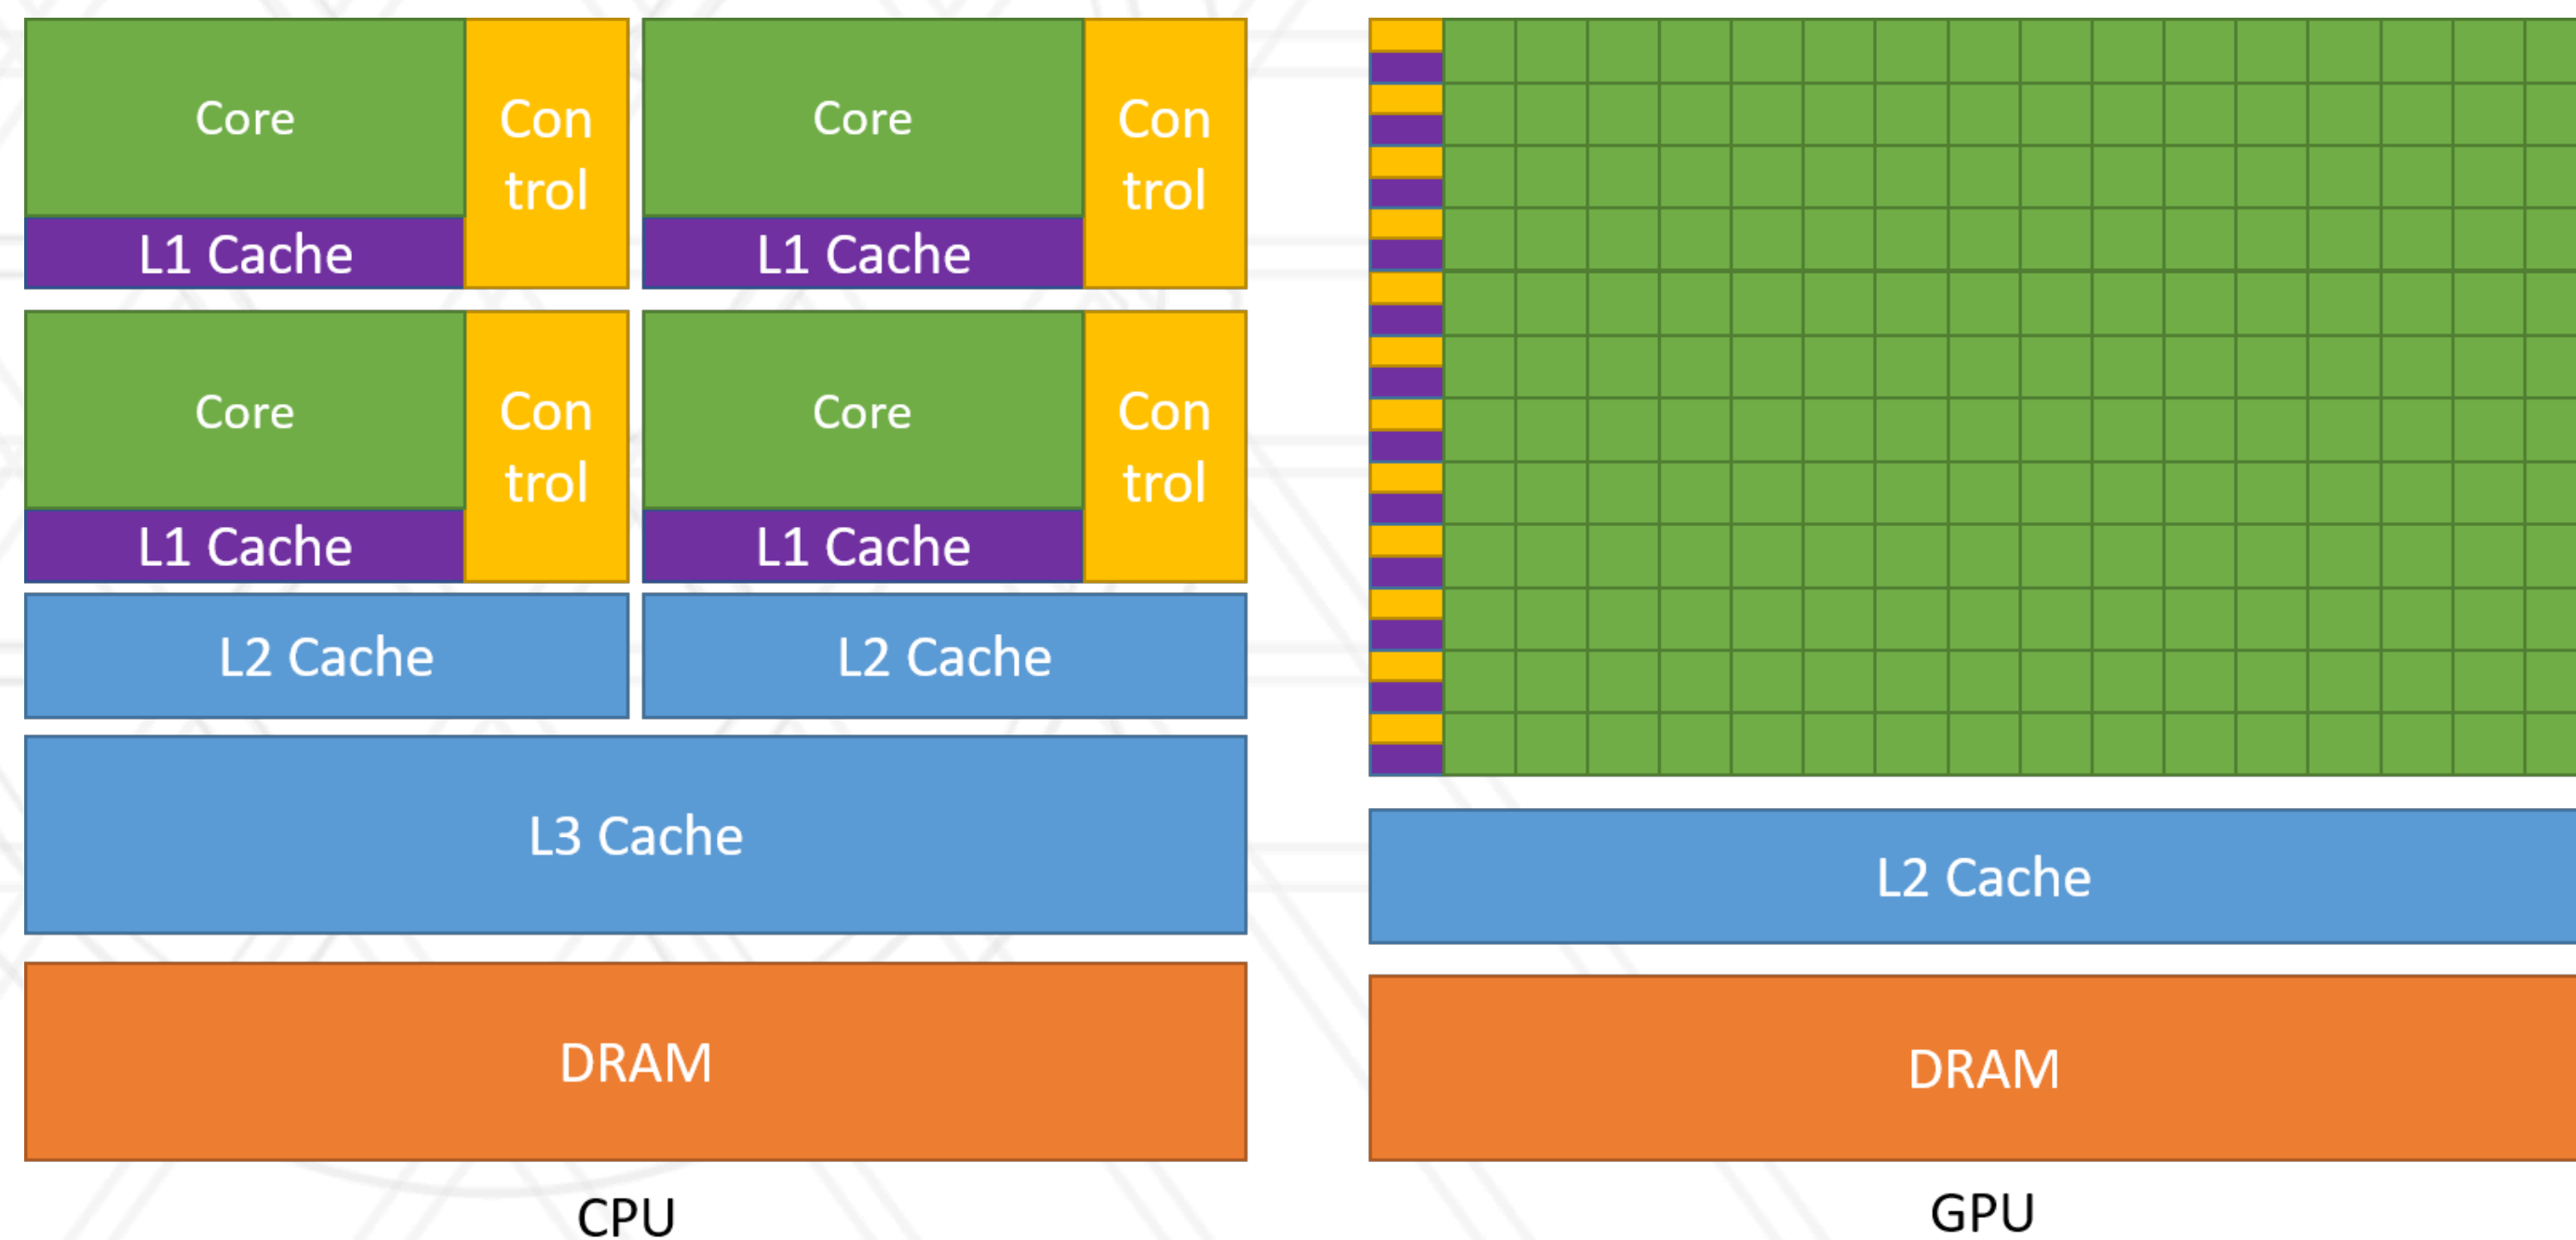 Core
Con
trol
Core
Con
trol
L1 Cache
L1 Cache
Core
Con
trol
Core
Con
trol
L1 Cache
L1 Cache
L2 Cache
L2 Cache
L3 Cache
DRAM
CPU
L2 Cache
DRAM
GPU